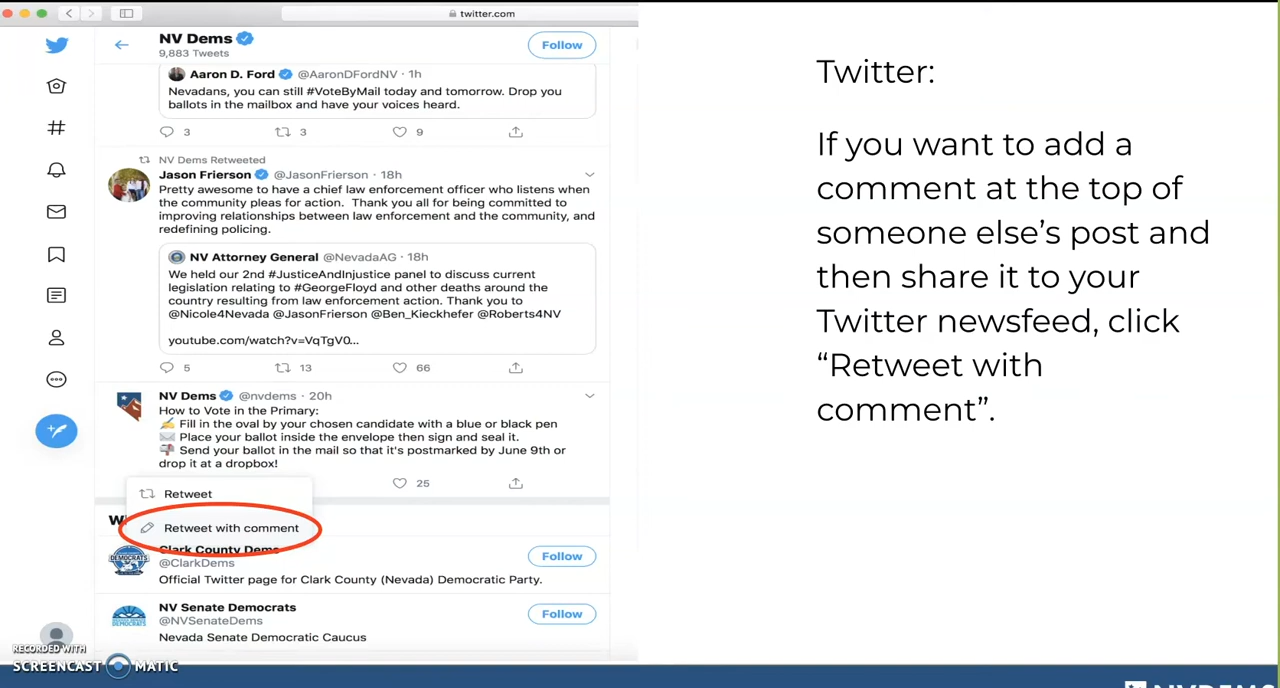 twitter.com
NV Dems
9,883 Tweets
Follow
Aaron D. Ford @AaronDFordNV · 1h
Nevadans, you can still #VoteByMail today and tomorrow. Drop you
ballots in the mailbox and have your voices heard.
3 3 9
NV Dems Retweeted
Jason Frierson @JasonFrierson · 18h
Pretty awesome to have a chief law enforcement officer who listens when
the community pleas for action. Thank you all for being committed to
improving relationships between law enforcement and the community, and
redefining policing.
NV Attorney General @NevadaAG · 18h
We held our 2nd #JusticeAndInjustice panel to discuss current
legislation relating to #GeorgeFloyd and other deaths around the
country resulting from law enforcement action. Thank you to
@Nicole4Nevada @JasonFrierson @Ben_Kieckhefer @Roberts4NV
youtube.com/watch?v=VqTgV0...
5 13 66
NV Dems @nvdems · 20h
How to Vote in the Primary:
Fill in the oval by your chosen candidate with a blue or black pen
Place your ballot inside the envelope then sign and seal it.
Send your ballot in the mail so that it's postmarked by June 9th or
drop it at a dropbox!
25
Retweet
Retweet with comment
Clark County Dems
@ClarkDems
Follow
Official Twitter page for Clark County (Nevada) Democratic Party.
NV Senate Democrats
@NVSenateDems
Follow
Nevada Senate Democratic Caucus
RECORDED WITH
SCREENCAST MATIC
Twitter:
If you want to add a
comment at the top of
someone else’s post and
then share it to your
Twitter newsfeed, click
“Retweet with
comment”.
NVDEMS